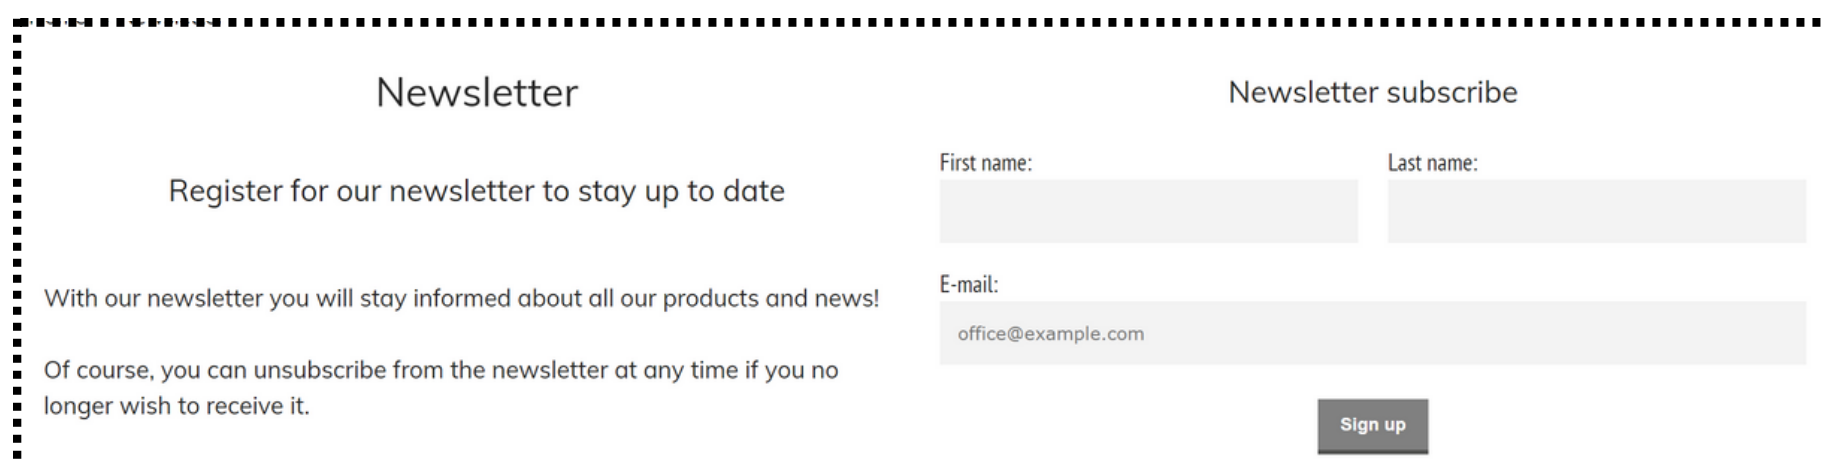 Newsletter
Register for our newsletter to stay up to date
With our newsletter you will stay informed about all our products and news!
Of course, you can unsubscribe from the newsletter at any time if you no
longer wish to receive it.
Newsletter subscribe
First name:
Last name:
E-mail:
office@example.com
Sign up